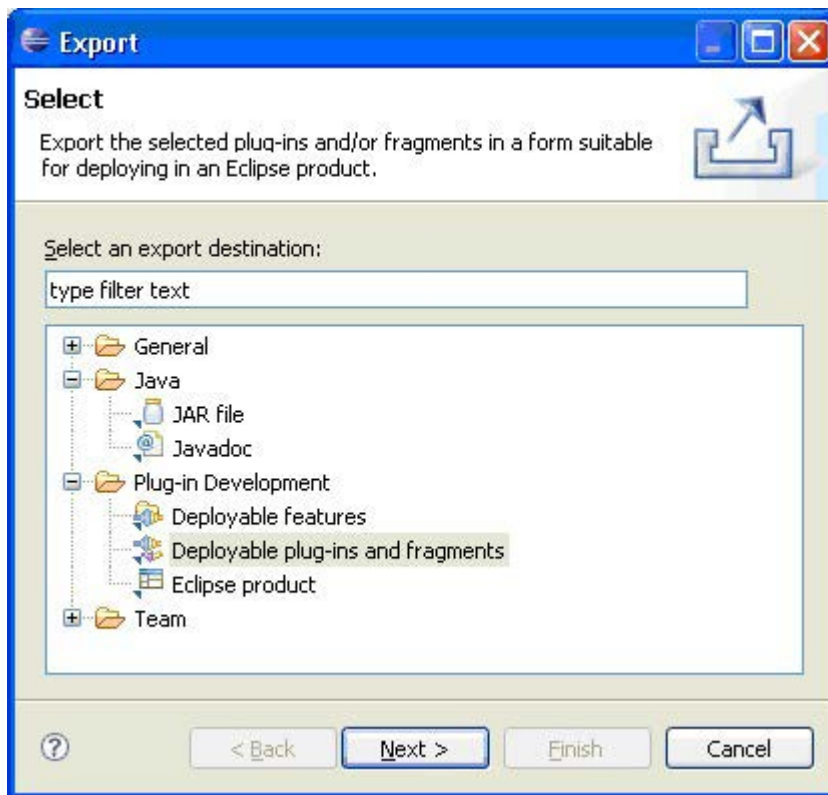 Export
Select
Export the selected plug-ins and/or fragments in a form suitable
for deploying in an Eclipse product.
Select an export destination:
type filter text
General
Java
JAR file
Javadoc
Plug-in Development
Deployable features
Deployable plug-ins and fragments
Eclipse product
Team
? < Back Next > Finish Cancel